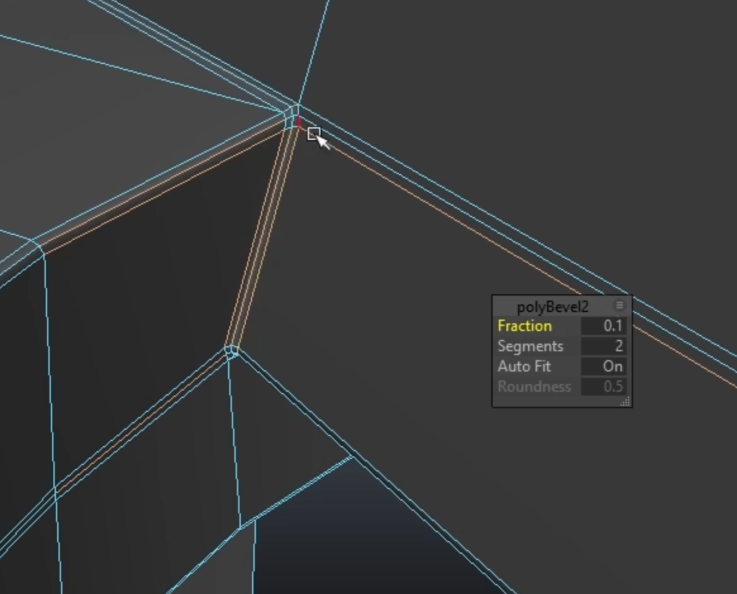 polyBevel2
Fraction 0.1
Segments 2
Auto Fit On
Roundness 0.5